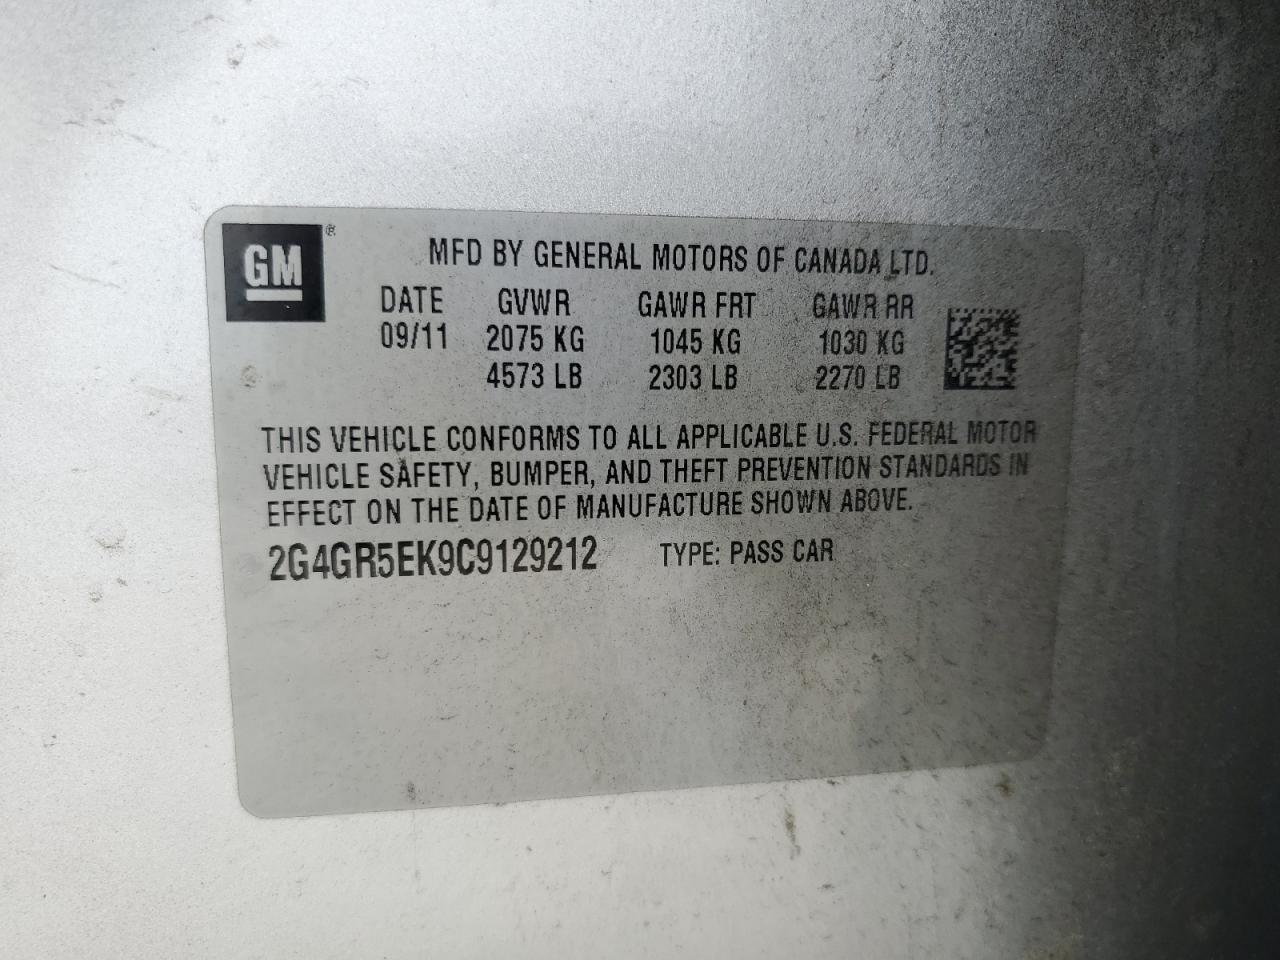 GM®
MFD BY GENERAL MOTORS OF CANADA LTD.
DATE GVWR GAWR FRT GAWR RR
09/11 2075 KG 1045 KG 1030 KG
4573 LB 2303 LB 2270 LB
THIS VEHICLE CONFORMS TO ALL APPLICABLE U.S. FEDERAL MOTOR
VEHICLE SAFETY, BUMPER, AND THEFT PREVENTION STANDARDS IN
EFFECT ON THE DATE OF MANUFACTURE SHOWN ABOVE.
2G4GR5EK9C9129212 TYPE: PASS CAR